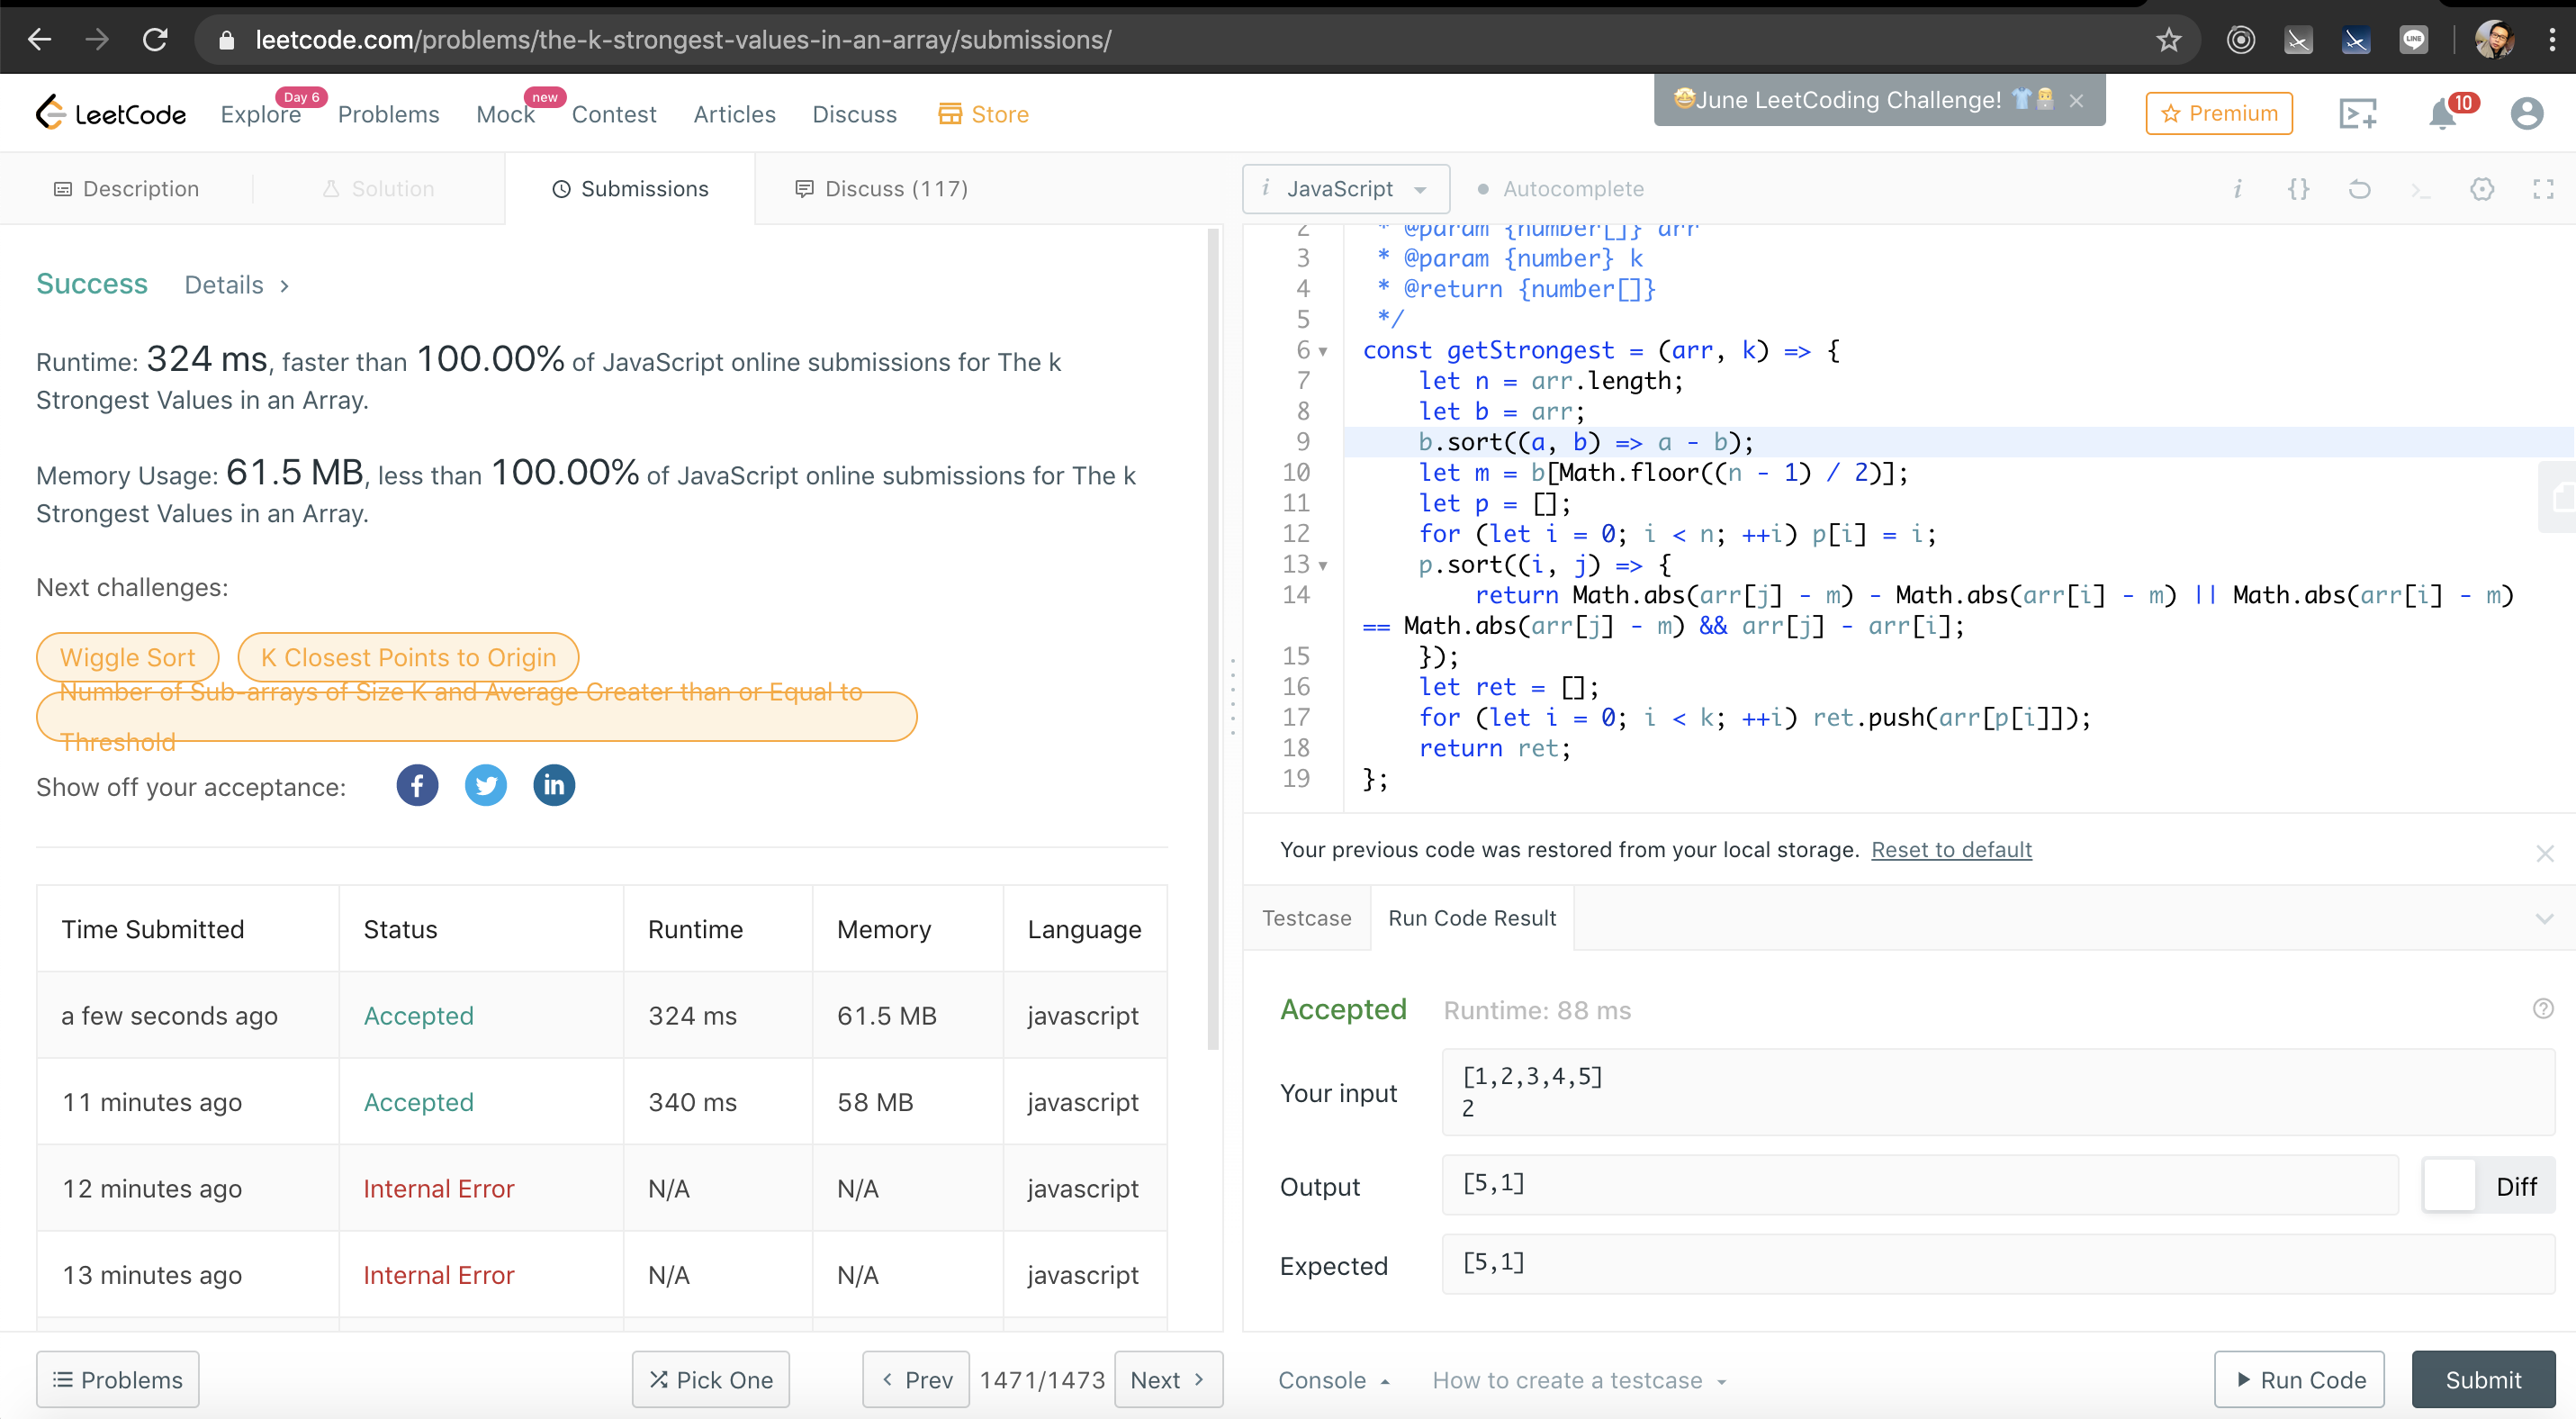 leetcode.com/problems/the-k-strongest-values-in-an-array/submissions/
LINE
LeetCode
Explore
Day 6
Problems
Mock
new
Contest
Articles
Discuss
Store
🤩June LeetCoding Challenge! 👕👨‍💻
Premium
10
Description
Solution
Submissions
Discuss (117)
Success Details >
Runtime: 324 ms, faster than 100.00% of JavaScript online submissions for The k
Strongest Values in an Array.
Memory Usage: 61.5 MB, less than 100.00% of JavaScript online submissions for The k
Strongest Values in an Array.
Next challenges:
Wiggle Sort
K Closest Points to Origin
Number of Sub-arrays of Size K and Average Greater than or Equal to
Threshold
Show off your acceptance:
Time Submitted Status Runtime Memory Language
a few seconds ago Accepted 324 ms 61.5 MB javascript
11 minutes ago Accepted 340 ms 58 MB javascript
12 minutes ago Internal Error N/A N/A javascript
13 minutes ago Internal Error N/A N/A javascript
Problems
Pick One
< Prev
1471/1473
Next >
i JavaScript
Autocomplete
2 * @param {number[]} arr
3 * @param {number} k
4 * @return {number[]}
5 */
6 const getStrongest = (arr, k) => {
7 let n = arr.length;
8 let b = arr;
9 b.sort((a, b) => a - b);
10 let m = b[Math.floor((n - 1) / 2)];
11 let p = [];
12 for (let i = 0; i < n; ++i) p[i] = i;
13 p.sort((i, j) => {
14 return Math.abs(arr[j] - m) - Math.abs(arr[i] - m) || Math.abs(arr[i] - m)
== Math.abs(arr[j] - m) && arr[j] - arr[i];
15 });
16 let ret = [];
17 for (let i = 0; i < k; ++i) ret.push(arr[p[i]]);
18 return ret;
19 };
Your previous code was restored from your local storage. Reset to default
Testcase
Run Code Result
Accepted Runtime: 88 ms
Your input
[1,2,3,4,5]
2
Output
[5,1]
Diff
Expected
[5,1]
Console
How to create a testcase
Run Code
Submit